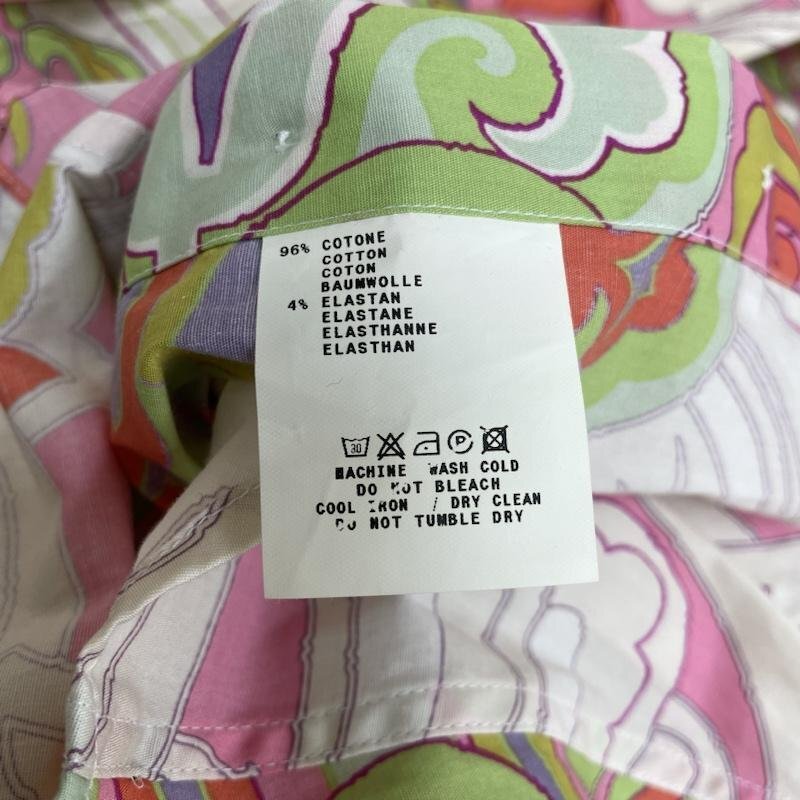 96% COTONE
COTTON
COTON
BAUMWOLLE
4% ELASTAN
ELASTANE
ELASTHANNE
ELASTHAN
30 P
MACHINE WASH COLD
DO NOT BLEACH
COOL IRON / DRY CLEAN
DO NOT TUMBLE DRY